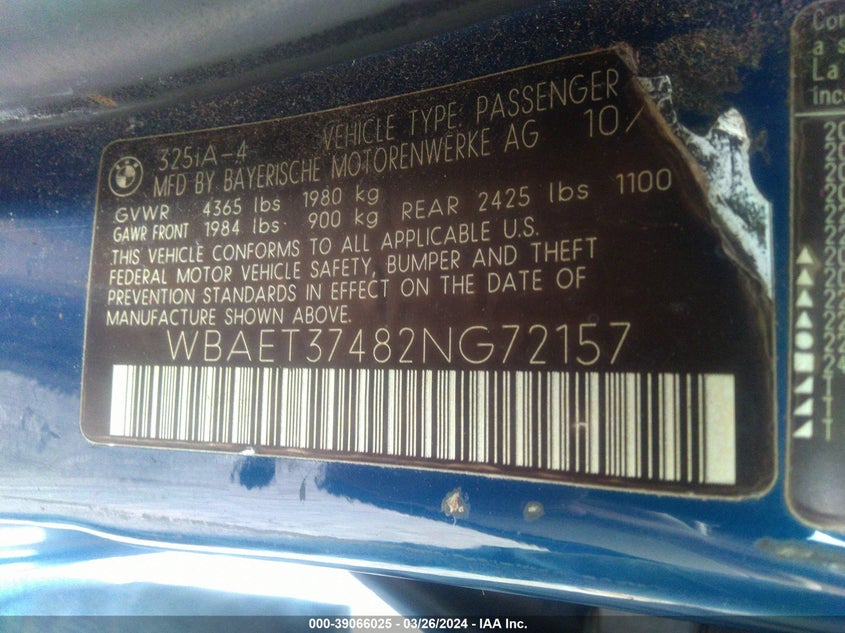 BMW
325iA-4 VEHICLE TYPE: PASSENGER
MFD BY BAYERISCHE MOTORENWERKE AG 10/
GVWR 4365 lbs 1980 kg
GAWR FRONT 1984 lbs 900 kg REAR 2425 lbs 1100
THIS VEHICLE CONFORMS TO ALL APPLICABLE U.S.
FEDERAL MOTOR VEHICLE SAFETY, BUMPER AND THEFT
PREVENTION STANDARDS IN EFFECT ON THE DATE OF
MANUFACTURE SHOWN ABOVE.
WBAET37482NG72157
a s
La
inc
000-39066025 - 03/26/2024 - IAA Inc.